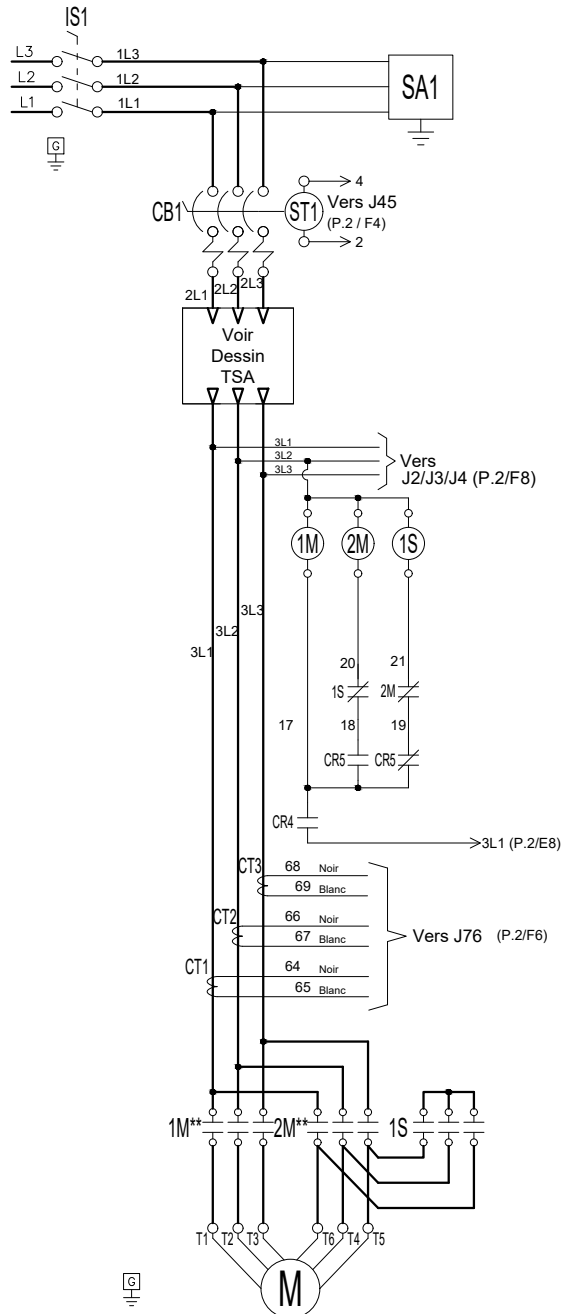 IS1
L3 1L3
L2 1L2
L1 1L1
SA1
G
CB1
ST1
4
Vers J45
(P.2 / F4)
2
2L1 2L2 2L3
Voir
Dessin
TSA
3L1
3L2
3L3
Vers
J2/J3/J4 (P.2/F8)
1M 2M 1S
3L3
3L2
3L1
20 21
1S 2M
17 18 19
CR5 CR5
CR4
3L1 (P.2/E8)
CT3 68 Noir
69 Blanc
CT2 66 Noir
67 Blanc
Vers J76 (P.2/F6)
CT1 64 Noir
65 Blanc
1M** 2M** 1S
T1 T2 T3 T6 T4 T5
G
M